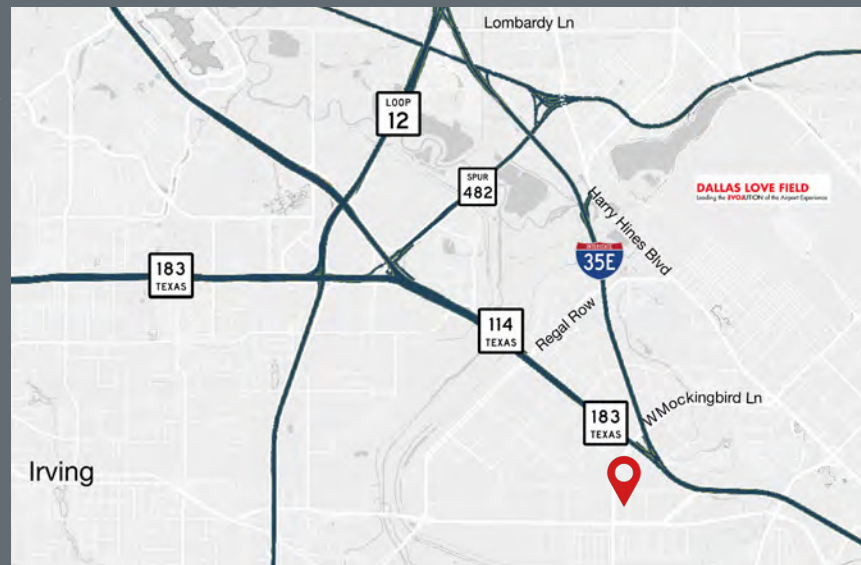 Lombardy Ln
LOOP
12
SPUR
482
DALLAS LOVE FIELD
Leading the EVOLUTION of the Airport Experience
Harry Hines Blvd
INTERSTATE
35E
183
TEXAS
114
TEXAS
Regal Row
W Mockingbird Ln
183
TEXAS
Irving